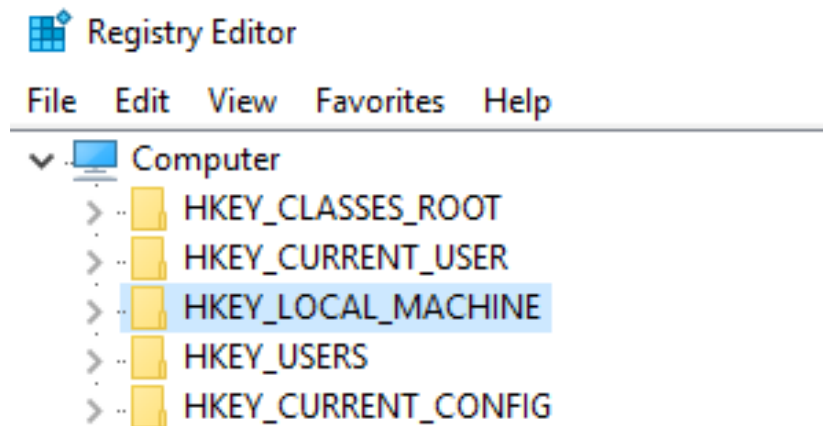 Registry Editor
File Edit View Favorites Help
Computer
HKEY_CLASSES_ROOT
HKEY_CURRENT_USER
HKEY_LOCAL_MACHINE
HKEY_USERS
HKEY_CURRENT_CONFIG